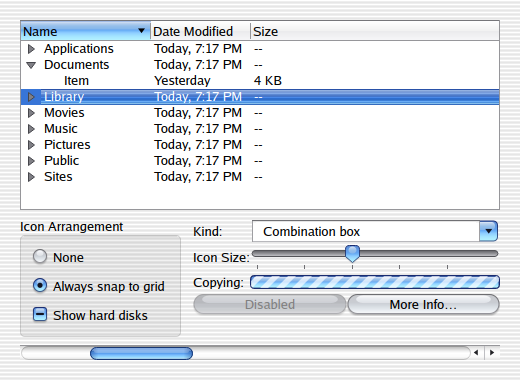 Name Date Modified Size
Applications Today, 7:17 PM --
Documents Today, 7:17 PM --
Item Yesterday 4 KB
Library Today, 7:17 PM --
Movies Today, 7:17 PM --
Music Today, 7:17 PM --
Pictures Today, 7:17 PM --
Public Today, 7:17 PM --
Sites Today, 7:17 PM --
Icon Arrangement
None
Always snap to grid
Show hard disks
Kind: Combination box
Icon Size:
Copying:
Disabled More Info...